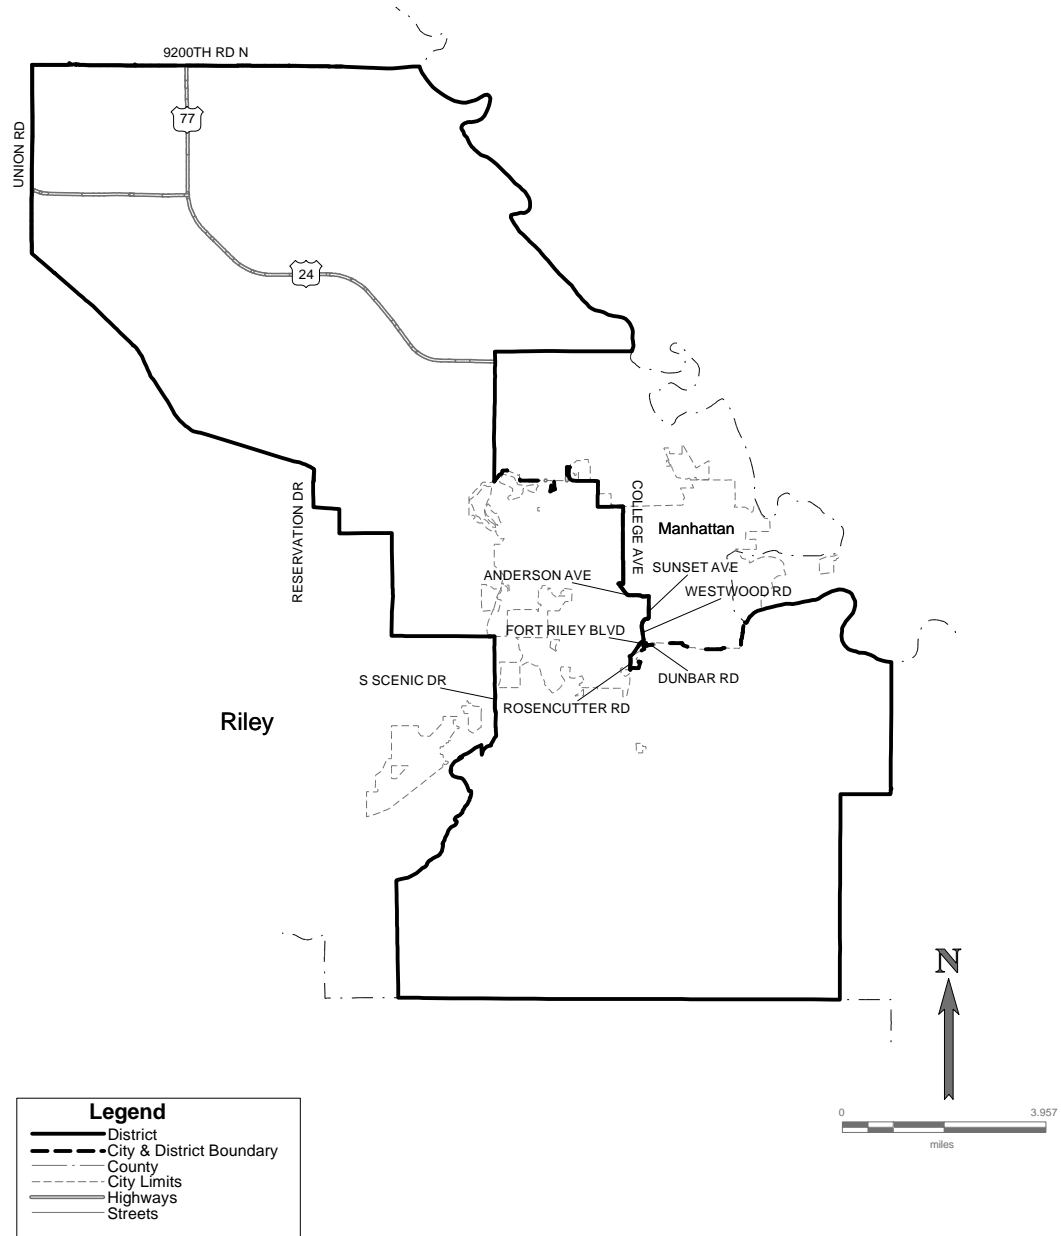 9200TH RD N
77
UNION RD
24
RESERVATION DR
COLLEGE AVE
Manhattan
SUNSET AVE
ANDERSON AVE
WESTWOOD RD
FORT RILEY BLVD
S SCENIC DR
DUNBAR RD
ROSENCUTTER RD
Riley
N
0 3.957
miles
Legend
District
City & District Boundary
County
City Limits
Highways
Streets